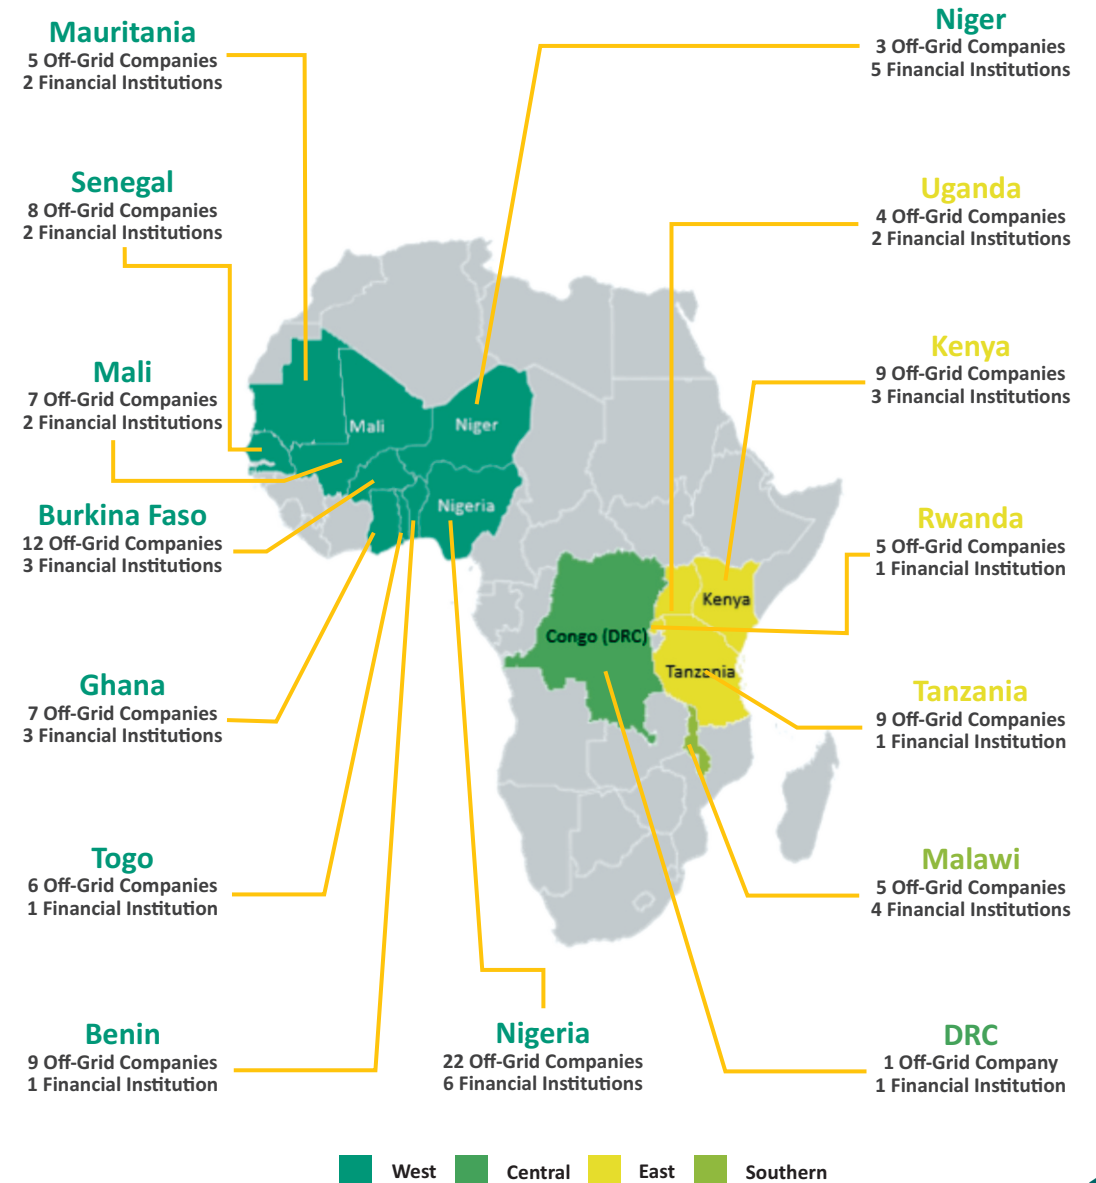 Mauritania
5 Off-Grid Companies
2 Financial Institutions
Senegal
8 Off-Grid Companies
2 Financial Institutions
Mali
7 Off-Grid Companies
2 Financial Institutions
Burkina Faso
12 Off-Grid Companies
3 Financial Institutions
Ghana
7 Off-Grid Companies
3 Financial Institutions
Togo
6 Off-Grid Companies
1 Financial Institution
Benin
9 Off-Grid Companies
1 Financial Institution
Mali
Niger
Nigeria
Congo (DRC)
Kenya
Tanzania
Nigeria
22 Off-Grid Companies
6 Financial Institutions
Niger
3 Off-Grid Companies
5 Financial Institutions
Uganda
4 Off-Grid Companies
2 Financial Institutions
Kenya
9 Off-Grid Companies
3 Financial Institutions
Rwanda
5 Off-Grid Companies
1 Financial Institution
Tanzania
9 Off-Grid Companies
1 Financial Institution
Malawi
5 Off-Grid Companies
4 Financial Institutions
DRC
1 Off-Grid Company
1 Financial Institution
West Central East Southern